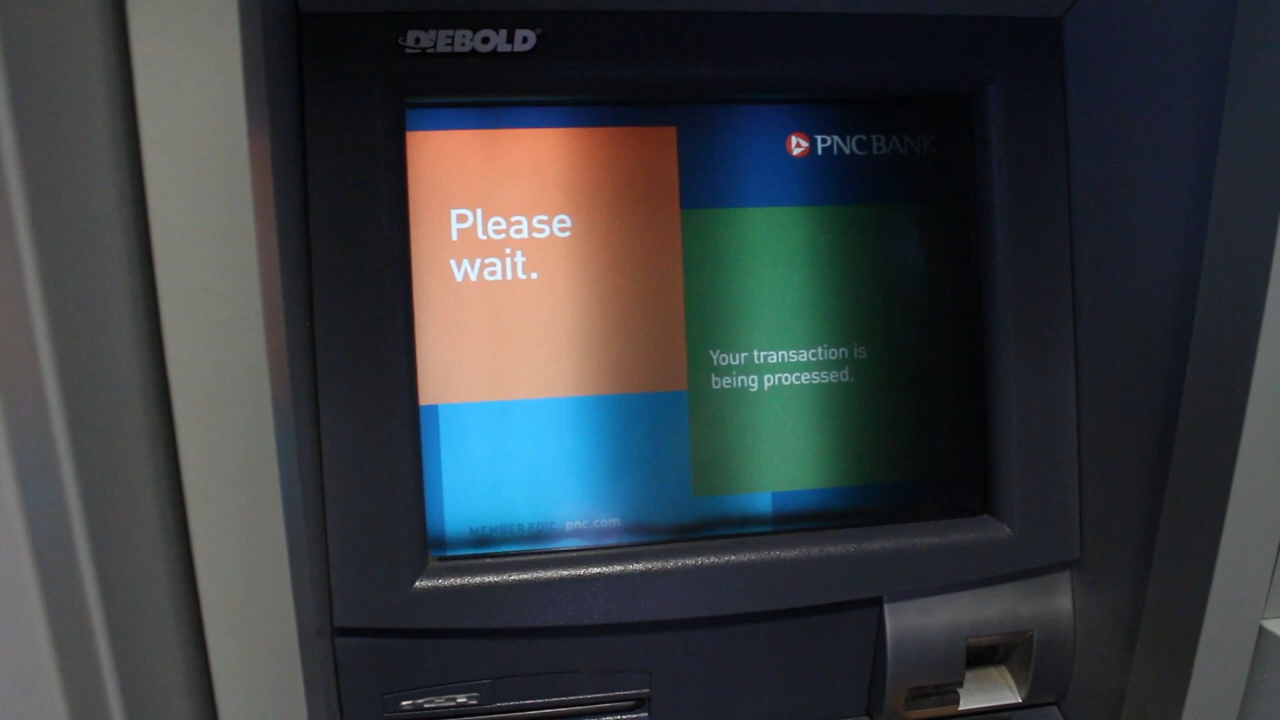 DIEBOLD
PNC BANK
Please
wait.
Your transaction is
being processed.
MEMBER FDIC pnc.com